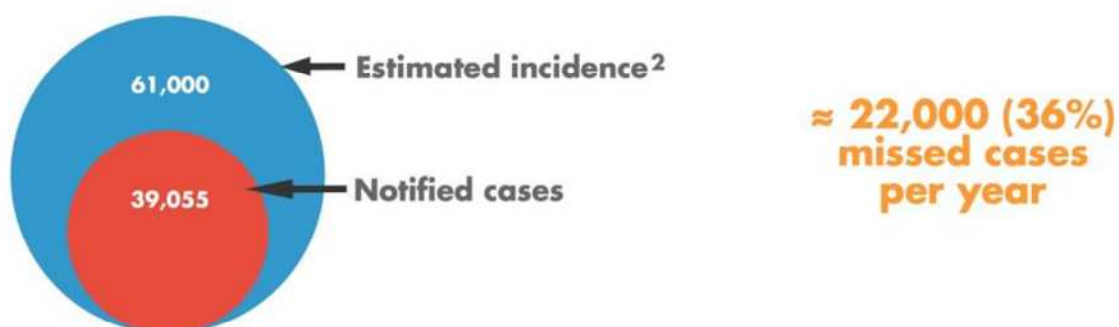 61,000
Estimated incidence²
39,055
Notified cases
≈ 22,000 (36%)
missed cases
per year